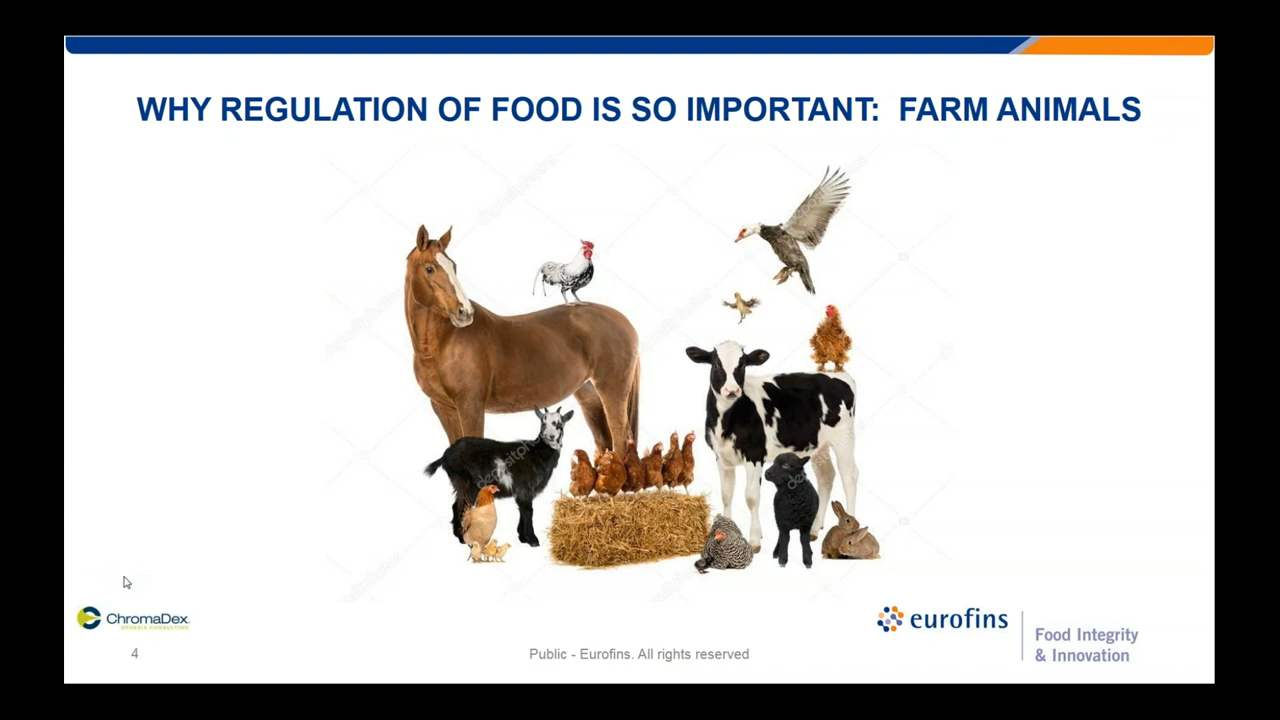 WHY REGULATION OF FOOD IS SO IMPORTANT: FARM ANIMALS
ChromaDex
eurofins
Food Integrity
& Innovation
4
Public - Eurofins. All rights reserved